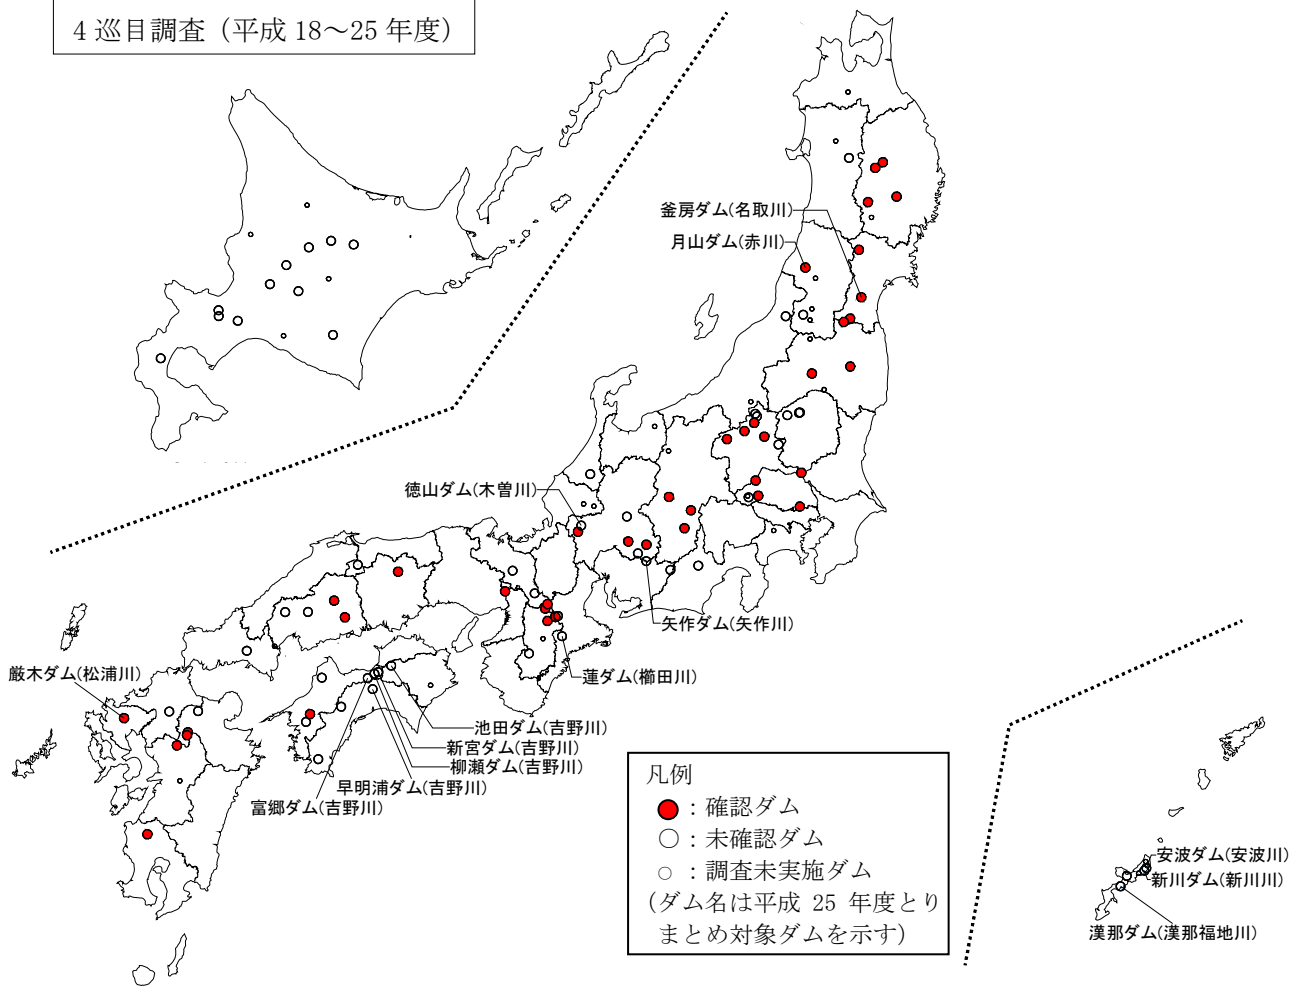 4巡目調査（平成18～25年度）
釜房ダム(名取川)
月山ダム(赤川)
徳山ダム(木曽川)
矢作ダム(矢作川)
蓮ダム(櫛田川)
厳木ダム(松浦川)
池田ダム(吉野川)
新宮ダム(吉野川)
柳瀬ダム(吉野川)
早明浦ダム(吉野川)
富郷ダム(吉野川)
凡例
：確認ダム
：未確認ダム
：調査未実施ダム
(ダム名は平成 25 年度とり
まとめ対象ダムを示す)
安波ダム(安波川)
新川ダム(新川川)
漢那ダム(漢那福地川)